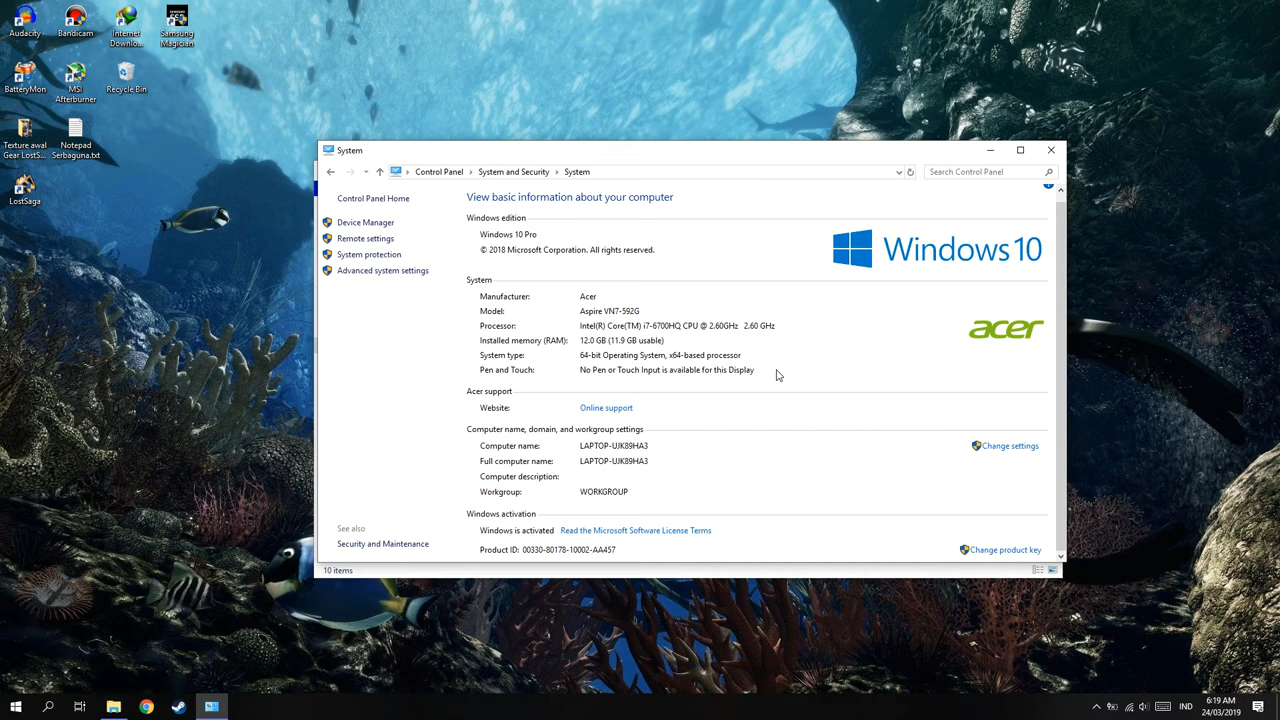 Audacity
Bandicam
Internet Downlo...
Samsung Magician
BatteryMon
MSI Afterburner
Recycle Bin
Texture awal Gear LostS...
Notepad Serbaguna.txt
LostSaga
System
Control Panel > System and Security > System
Search Control Panel
Control Panel Home
Device Manager
Remote settings
System protection
Advanced system settings
See also
Security and Maintenance
View basic information about your computer
Windows edition
Windows 10 Pro
© 2018 Microsoft Corporation. All rights reserved.
Windows 10
System
Manufacturer: Acer
Model: Aspire VN7-592G
Processor: Intel(R) Core(TM) i7-6700HQ CPU @ 2.60GHz 2.60 GHz
Installed memory (RAM): 12.0 GB (11.9 GB usable)
System type: 64-bit Operating System, x64-based processor
Pen and Touch: No Pen or Touch Input is available for this Display
acer
Acer support
Website: Online support
Computer name, domain, and workgroup settings
Computer name: LAPTOP-UJK89HA3
Change settings
Full computer name: LAPTOP-UJK89HA3
Computer description:
Workgroup: WORKGROUP
Windows activation
Windows is activated Read the Microsoft Software License Terms
Product ID: 00330-80178-10002-AA457
Change product key
10 items
IND
6:19 AM
24/03/2019